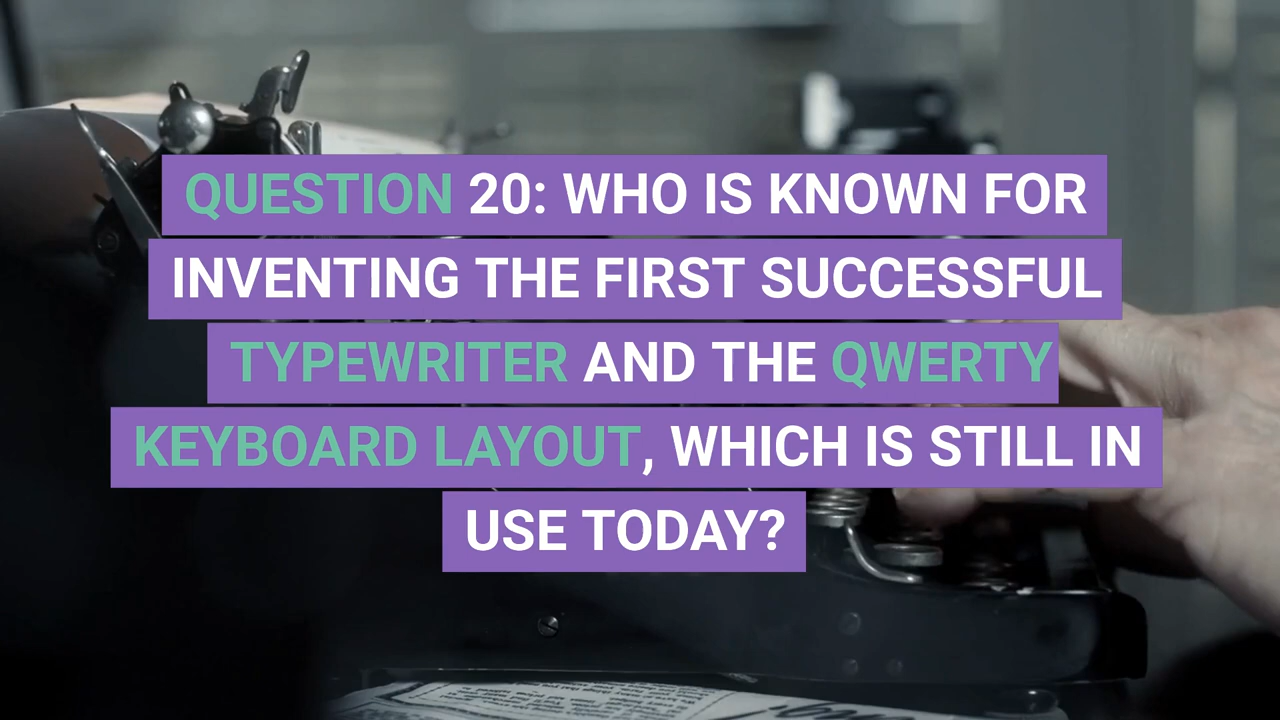 QUESTION 20: WHO IS KNOWN FOR
INVENTING THE FIRST SUCCESSFUL
TYPEWRITER AND THE QWERTY
KEYBOARD LAYOUT, WHICH IS STILL IN
USE TODAY?